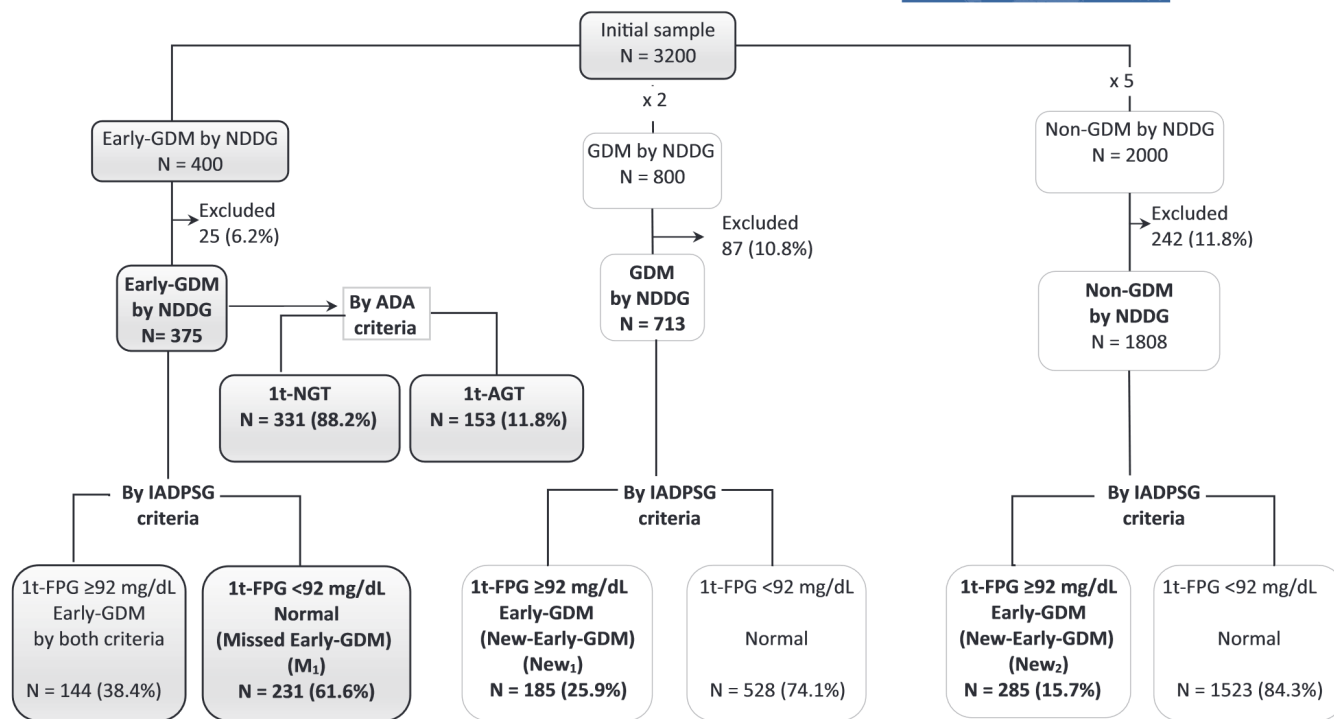 Initial sample
N = 3200
x 2
x 5
Early-GDM by NDDG
N = 400
GDM by NDDG
N = 800
Non-GDM by NDDG
N = 2000
Excluded
25 (6.2%)
Excluded
87 (10.8%)
Excluded
242 (11.8%)
Early-GDM
by NDDG
N= 375
By ADA
criteria
GDM
by NDDG
N = 713
Non-GDM
by NDDG
N = 1808
1t-NGT
N = 331 (88.2%)
1t-AGT
N = 153 (11.8%)
By IADPSG
criteria
By IADPSG
criteria
By IADPSG
criteria
1t-FPG ≥92 mg/dL
Early-GDM
by both criteria
N = 144 (38.4%)
1t-FPG <92 mg/dL
Normal
(Missed Early-GDM)
(M₁)
N = 231 (61.6%)
1t-FPG ≥92 mg/dL
Early-GDM
(New-Early-GDM)
(New₁)
N = 185 (25.9%)
1t-FPG <92 mg/dL
Normal
N = 528 (74.1%)
1t-FPG ≥92 mg/dL
Early-GDM
(New-Early-GDM)
(New₂)
N = 285 (15.7%)
1t-FPG <92 mg/dL
Normal
N = 1523 (84.3%)